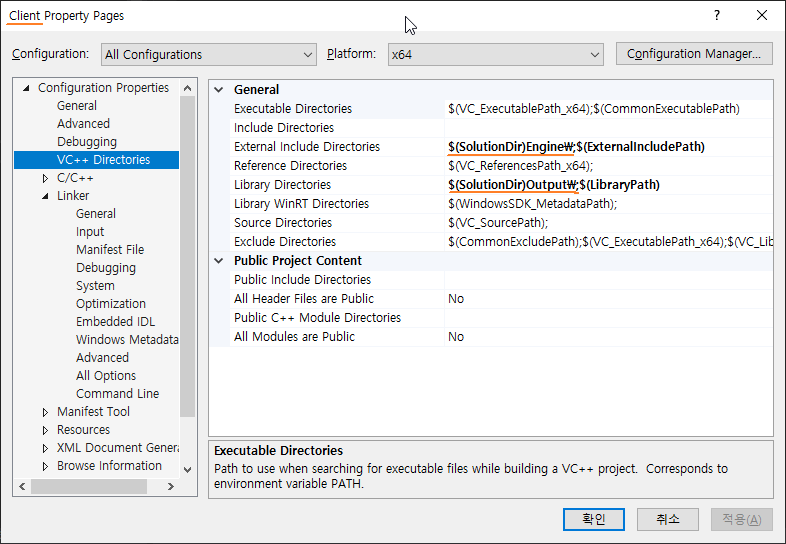 Client Property Pages
?
Configuration: All Configurations Platform: x64 Configuration Manager...
Configuration Properties
General
Advanced
Debugging
VC++ Directories
C/C++
Linker
General
Input
Manifest File
Debugging
System
Optimization
Embedded IDL
Windows Metadata
Advanced
All Options
Command Line
Manifest Tool
Resources
XML Document Genera
Browse Information
General
Executable Directories $(VC_ExecutablePath_x64);$(CommonExecutablePath)
Include Directories
External Include Directories $(SolutionDir)Engine₩;$(ExternalIncludePath)
Reference Directories $(VC_ReferencesPath_x64);
Library Directories $(SolutionDir)Output₩;$(LibraryPath)
Library WinRT Directories $(WindowsSDK_MetadataPath);
Source Directories $(VC_SourcePath);
Exclude Directories $(CommonExcludePath);$(VC_ExecutablePath_x64);$(VC_Lib
Public Project Content
Public Include Directories
All Header Files are Public No
Public C++ Module Directories
All Modules are Public No
Executable Directories
Path to use when searching for executable files while building a VC++ project. Corresponds to
environment variable PATH.
확인 취소 적용(A)